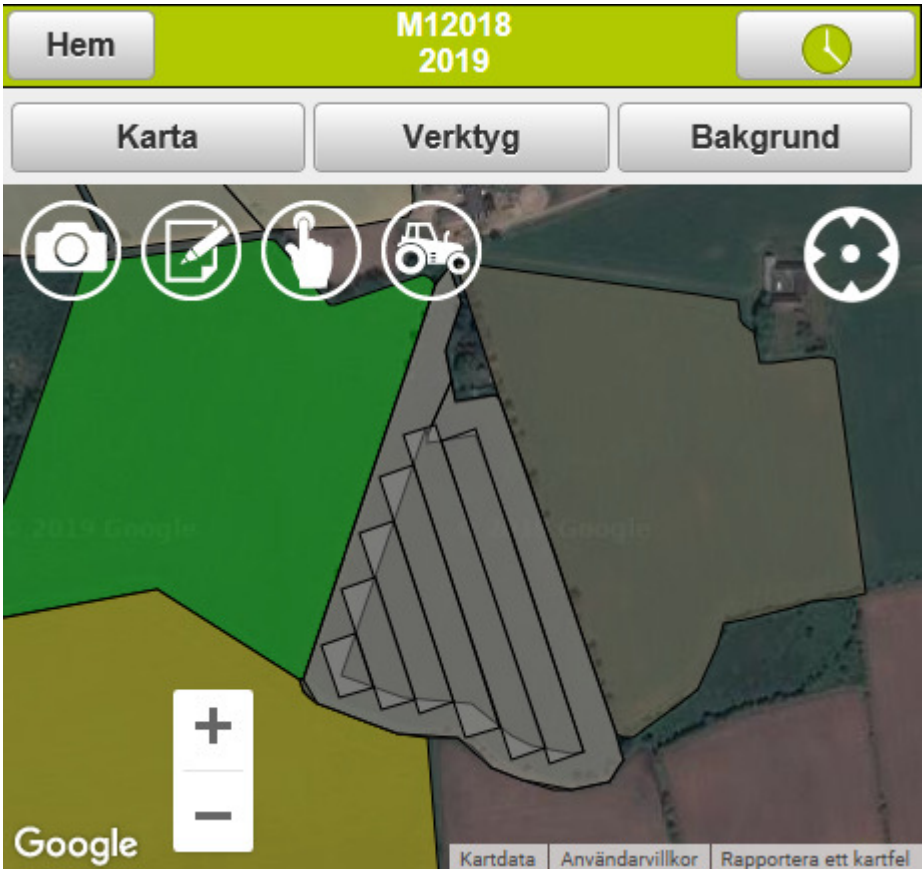 Hem
M12018
2019
Karta
Verktyg
Bakgrund
© 2019 Google
Google
Google
Kartdata
Användarvillkor
Rapportera ett kartfel